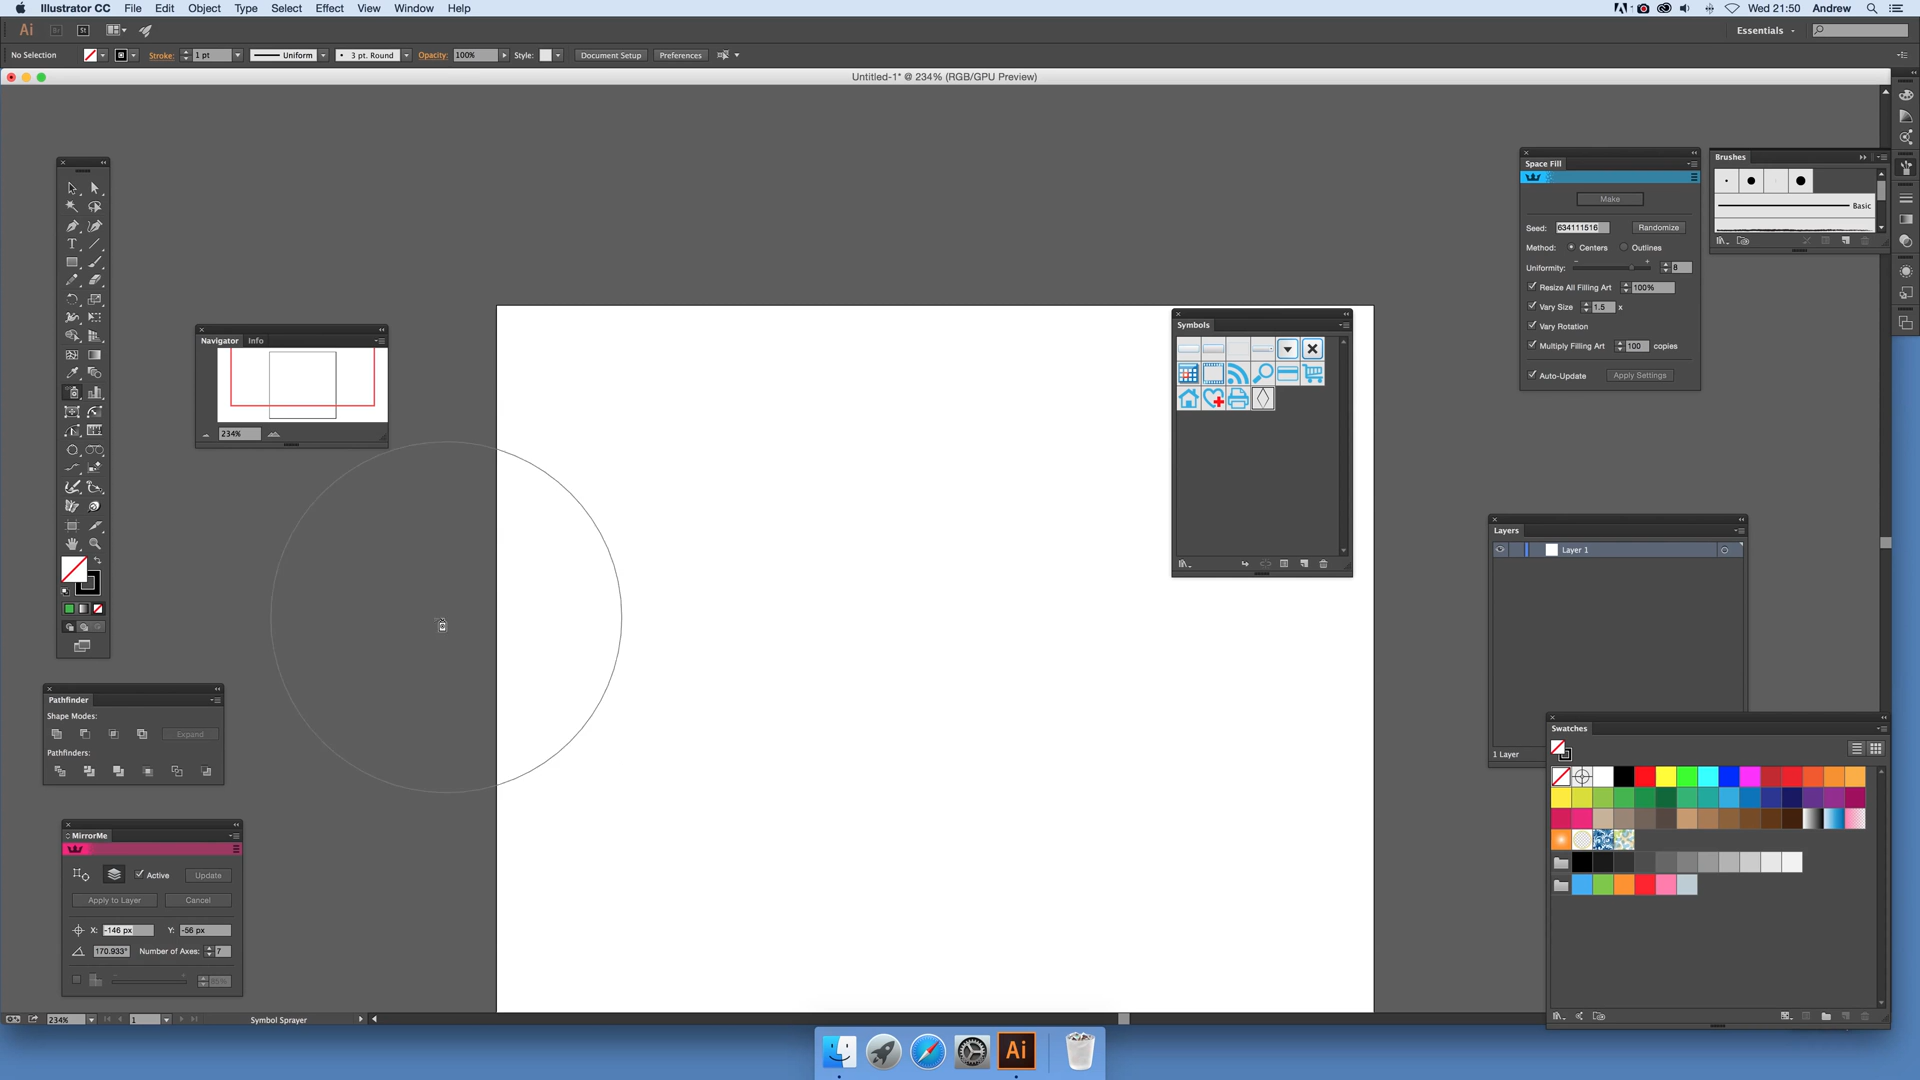 Illustrator CC File Edit Object Type Select Effect View Window Help
1 Wed 21:50 Andrew
Ai Br St Essentials
No Selection Stroke: 1 pt Uniform 3 pt. Round Opacity: 100% Style: Document Setup Preferences
Untitled-1* @ 234% (RGB/GPU Preview)
Space Fill
Make
Seed: 634111516 Randomize
Method: Centers Outlines
Uniformity: 8
Resize All Filling Art 100%
Vary Size 1.5 x
Vary Rotation
Multiply Filling Art 100 copies
Auto-Update Apply Settings
Brushes
Basic
Navigator Info
234%
Symbols
Layers
Layer 1
1 Layer
Pathfinder
Shape Modes:
Expand
Pathfinders:
Swatches
MirrorMe
Active Update
Apply to Layer Cancel
X: -146 px Y: -56 px
170.933° Number of Axes: 7
234% 1 Symbol Sprayer
Ai